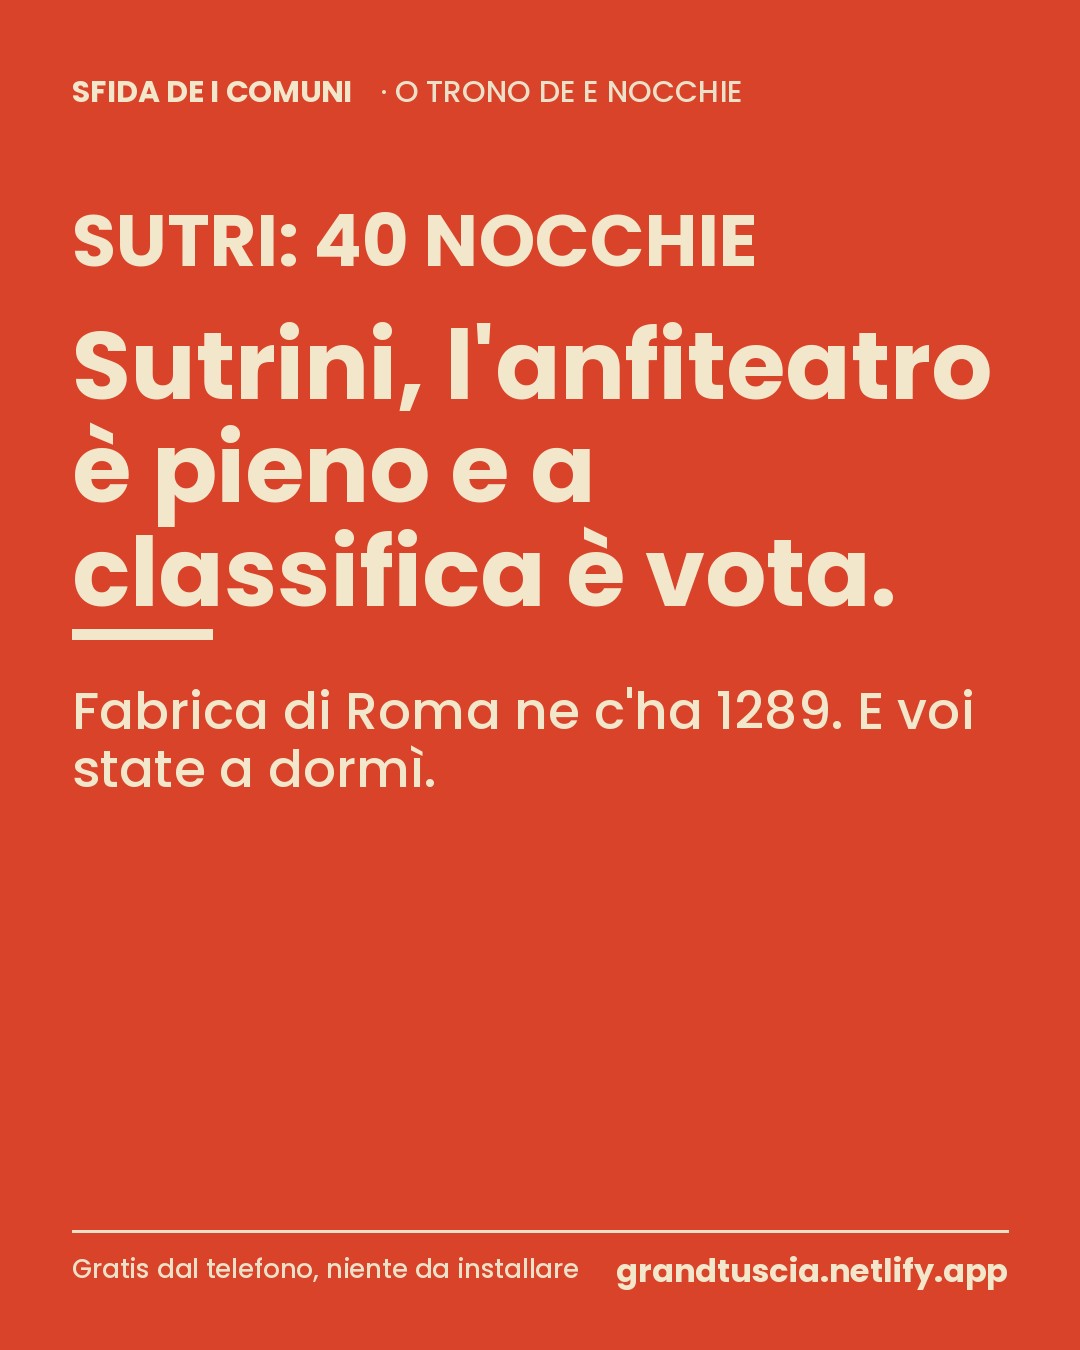 SFIDA DE I COMUNI · O TRONO DE E NOCCHIE
SUTRI: 40 NOCCHIE
Sutrini, l'anfiteatro
è pieno e a
classifica è vota.
Fabrica di Roma ne c'ha 1289. E voi
state a dormì.
Gratis dal telefono, niente da installare grandtuscia.netlify.app